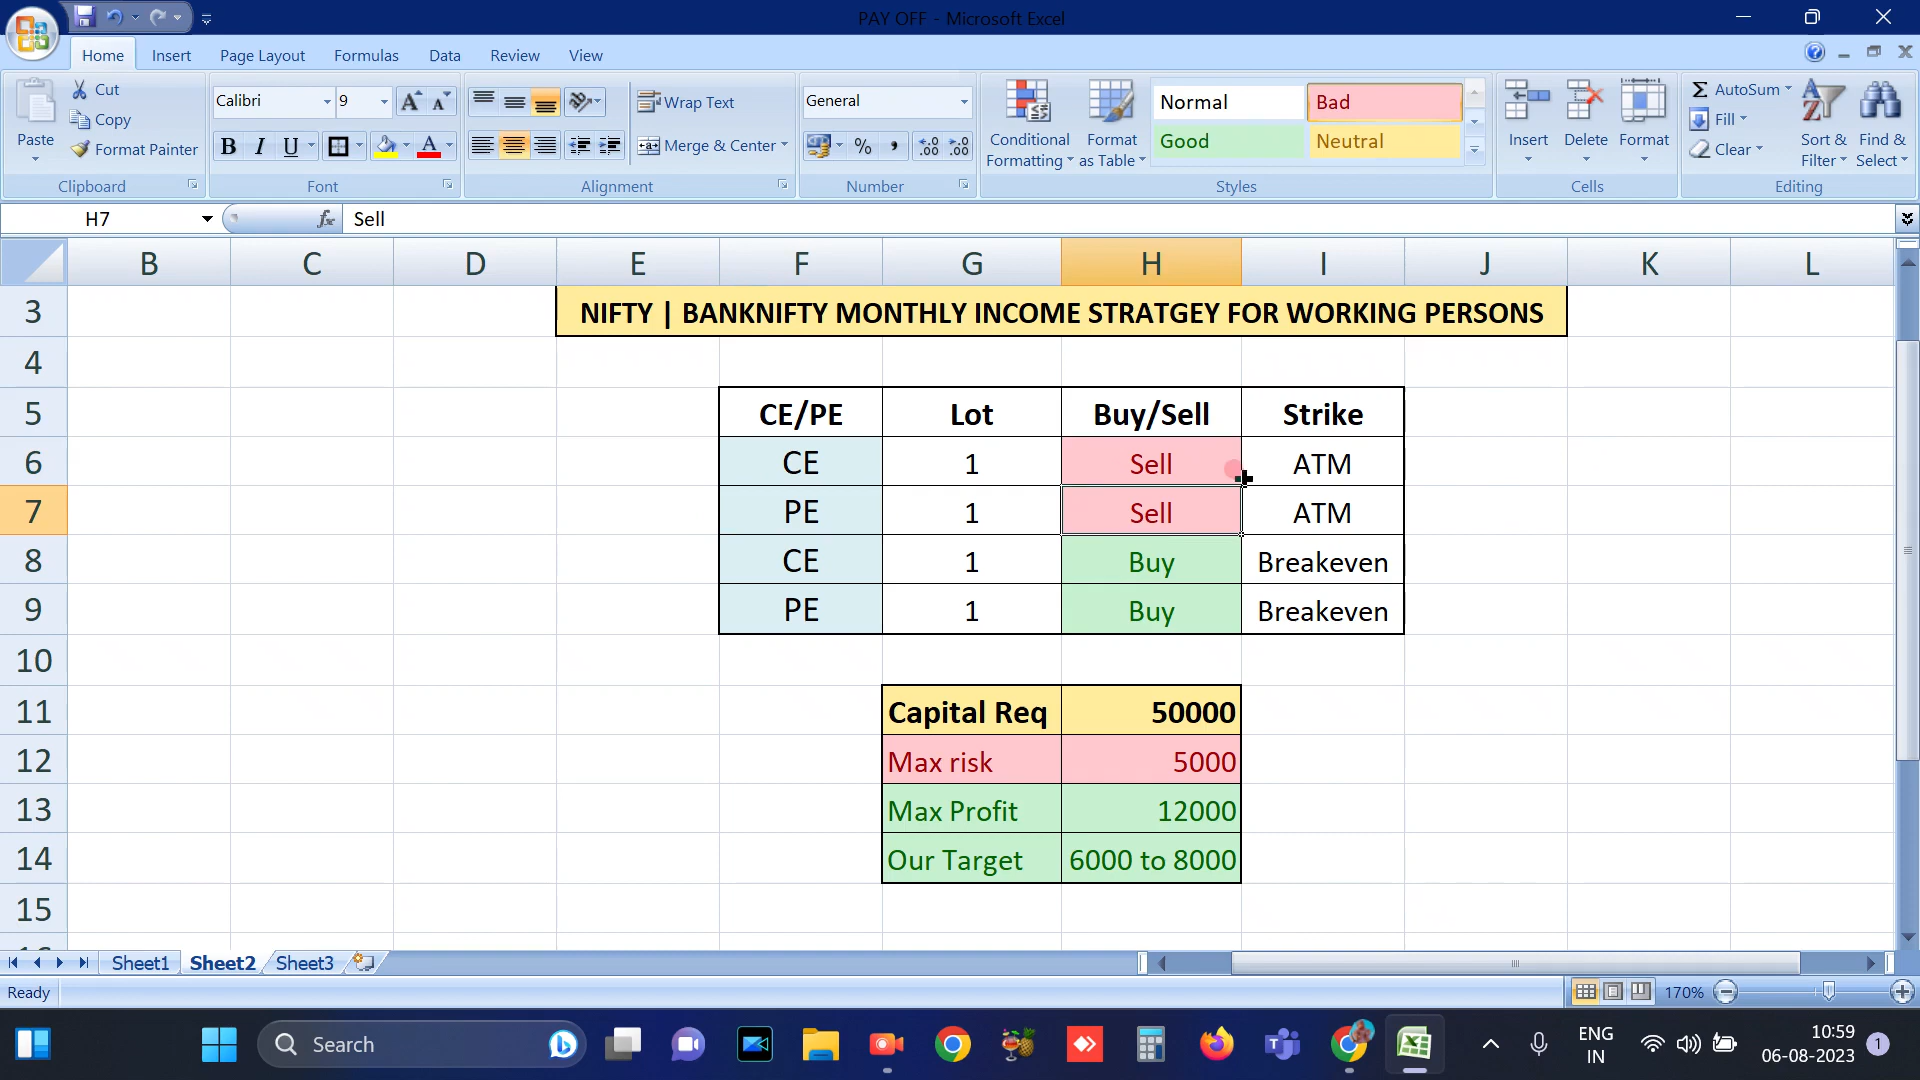 PAY OFF - Microsoft Excel
Home Insert Page Layout Formulas Data Review View
Paste
Cut
Copy
Format Painter
Clipboard
Calibri 9
B I U
Font
Wrap Text
Merge & Center
Alignment
General
%
Number
Conditional Formatting
Format as Table
Normal Bad
Good Neutral
Styles
Insert Delete Format
Cells
AutoSum
Fill
Clear
Sort & Filter
Find & Select
Editing
H7 fx Sell
B C D E F G H I J K L
3 NIFTY | BANKNIFTY MONTHLY INCOME STRATGEY FOR WORKING PERSONS
4
5 CE/PE Lot Buy/Sell Strike
6 CE 1 Sell ATM
7 PE 1 Sell ATM
8 CE 1 Buy Breakeven
9 PE 1 Buy Breakeven
10
11 Capital Req 50000
12 Max risk 5000
13 Max Profit 12000
14 Our Target 6000 to 8000
15
Sheet1 Sheet2 Sheet3
Ready 170%
Search
ENG
IN
10:59
06-08-2023
1